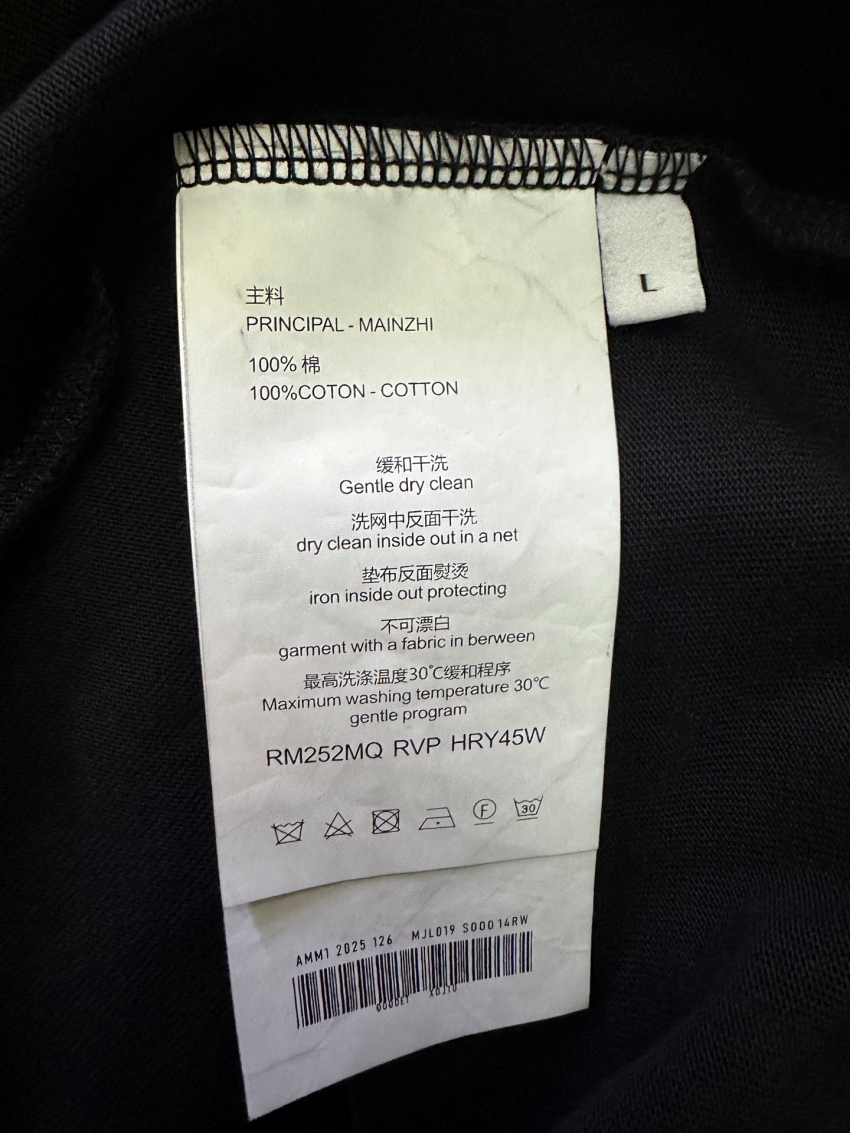 主料
PRINCIPAL - MAINZHI
100% 棉
100%COTON - COTTON
L
缓和干洗
Gentle dry clean
洗网中反面干洗
dry clean inside out in a net
垫布反面熨烫
iron inside out protecting
不可漂白
garment with a fabric in berween
最高洗涤温度30℃缓和程序
Maximum washing temperature 30℃
gentle program
RM252MQ RVP HRY45W
F
30
AMM1 2025 126 MJL019 S000 14RW